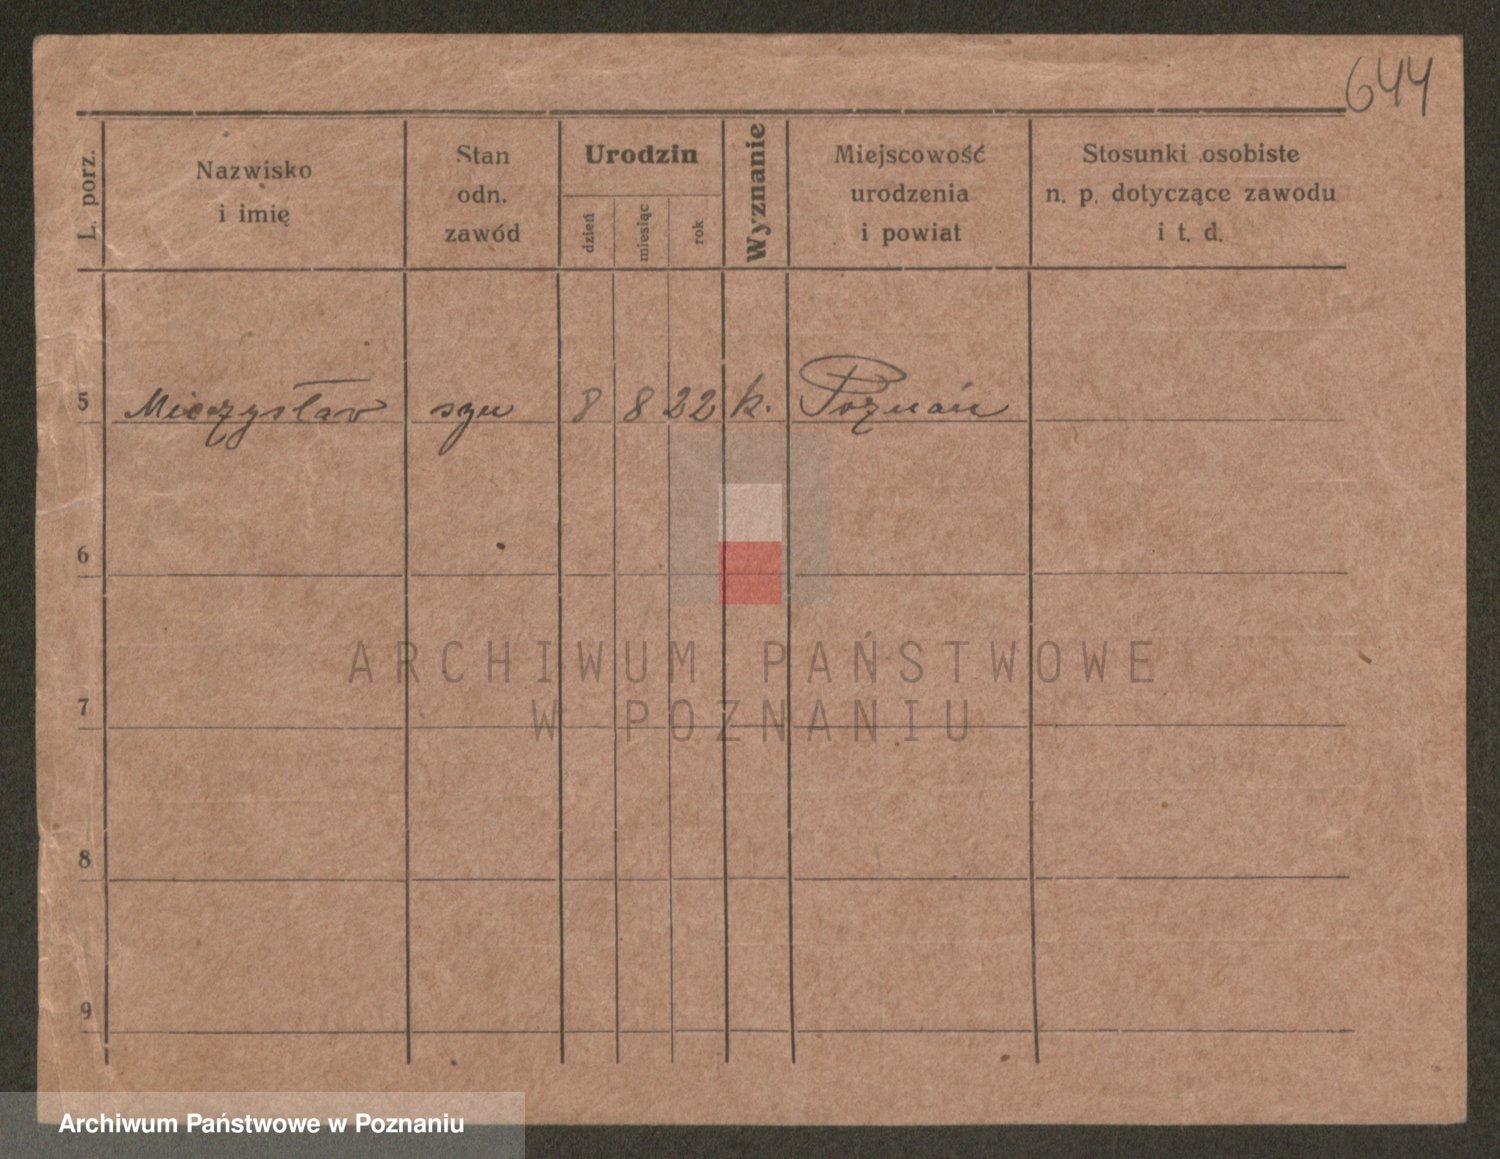 644
L. porz.
Nazwisko
i imię
Stan
odn.
zawód
Urodzin
dzień
miesiąc
rok
Wyznanie
Miejscowość
urodzenia
i powiat
Stosunki osobiste
n. p. dotyczące zawodu
i t. d.
5 Mieczysław syn 8 8 22 k. Poznań
6
7
8
9
ARCHIWUM PAŃSTWOWE
W POZNANIU
Archiwum Państwowe w Poznaniu